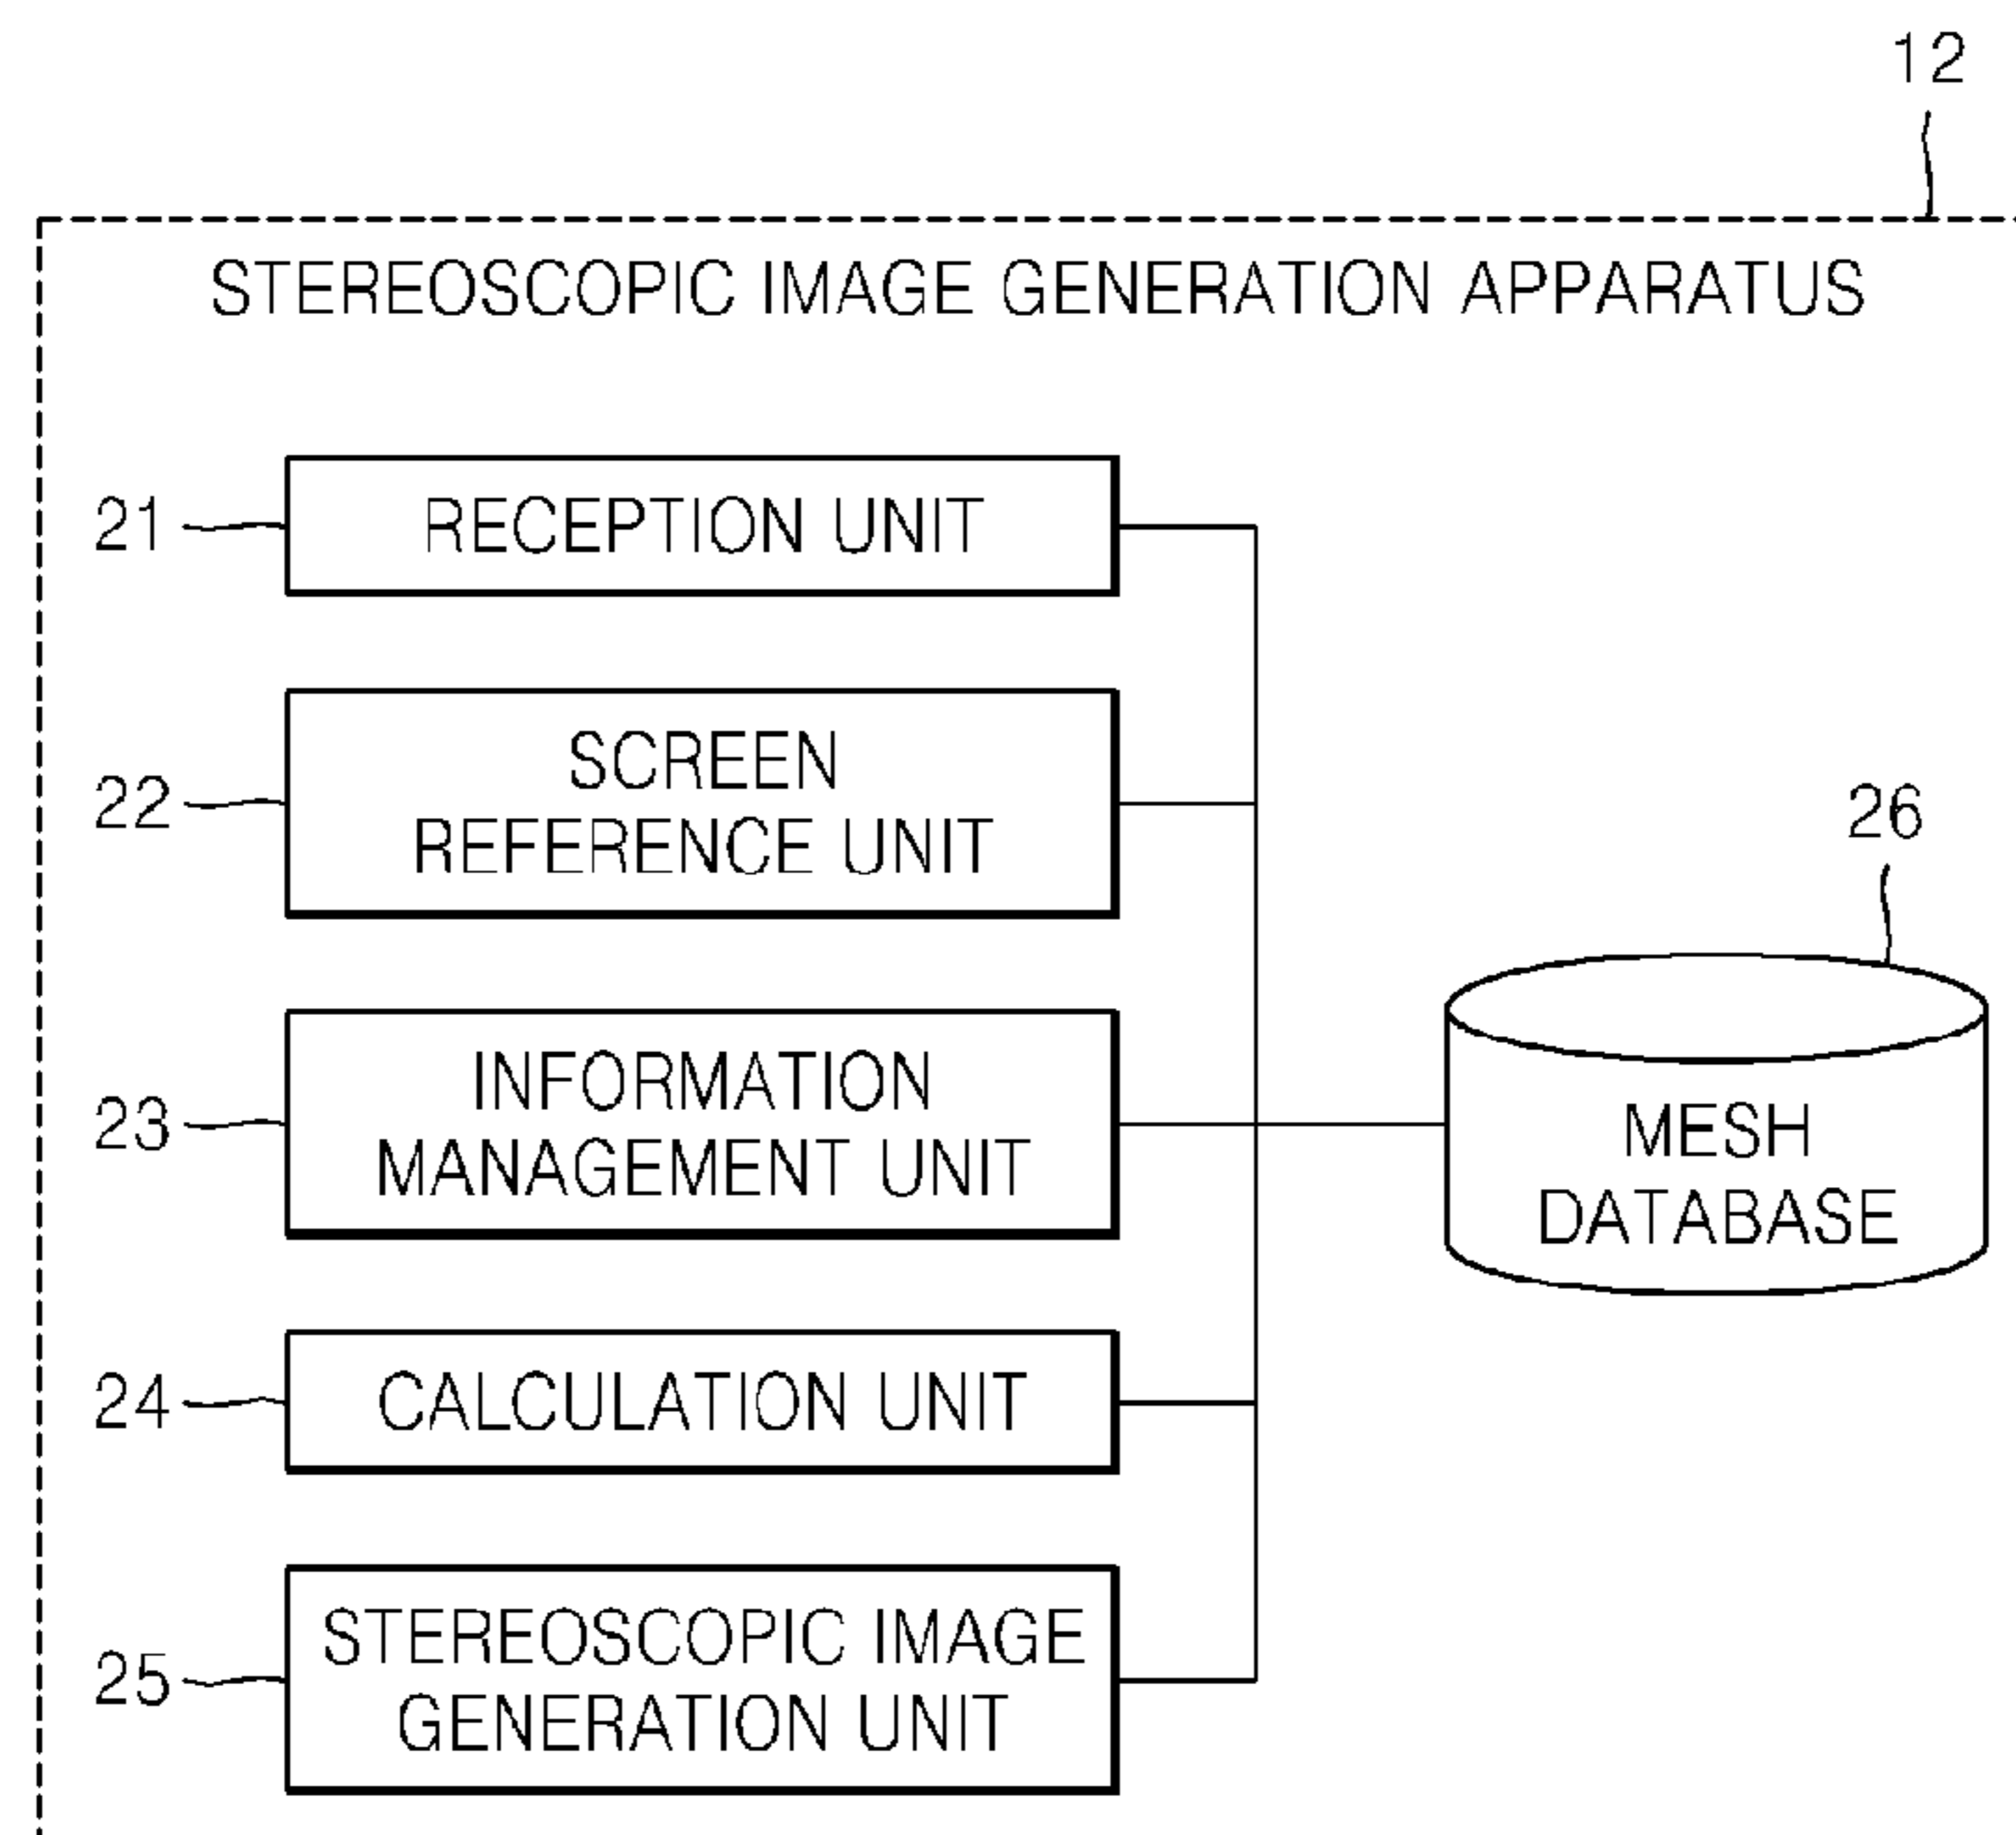 12
STEREOSCOPIC IMAGE GENERATION APPARATUS
21
RECEPTION UNIT
22
SCREEN
REFERENCE UNIT
26
23
INFORMATION
MANAGEMENT UNIT
MESH
DATABASE
24
CALCULATION UNIT
25
STEREOSCOPIC IMAGE
GENERATION UNIT